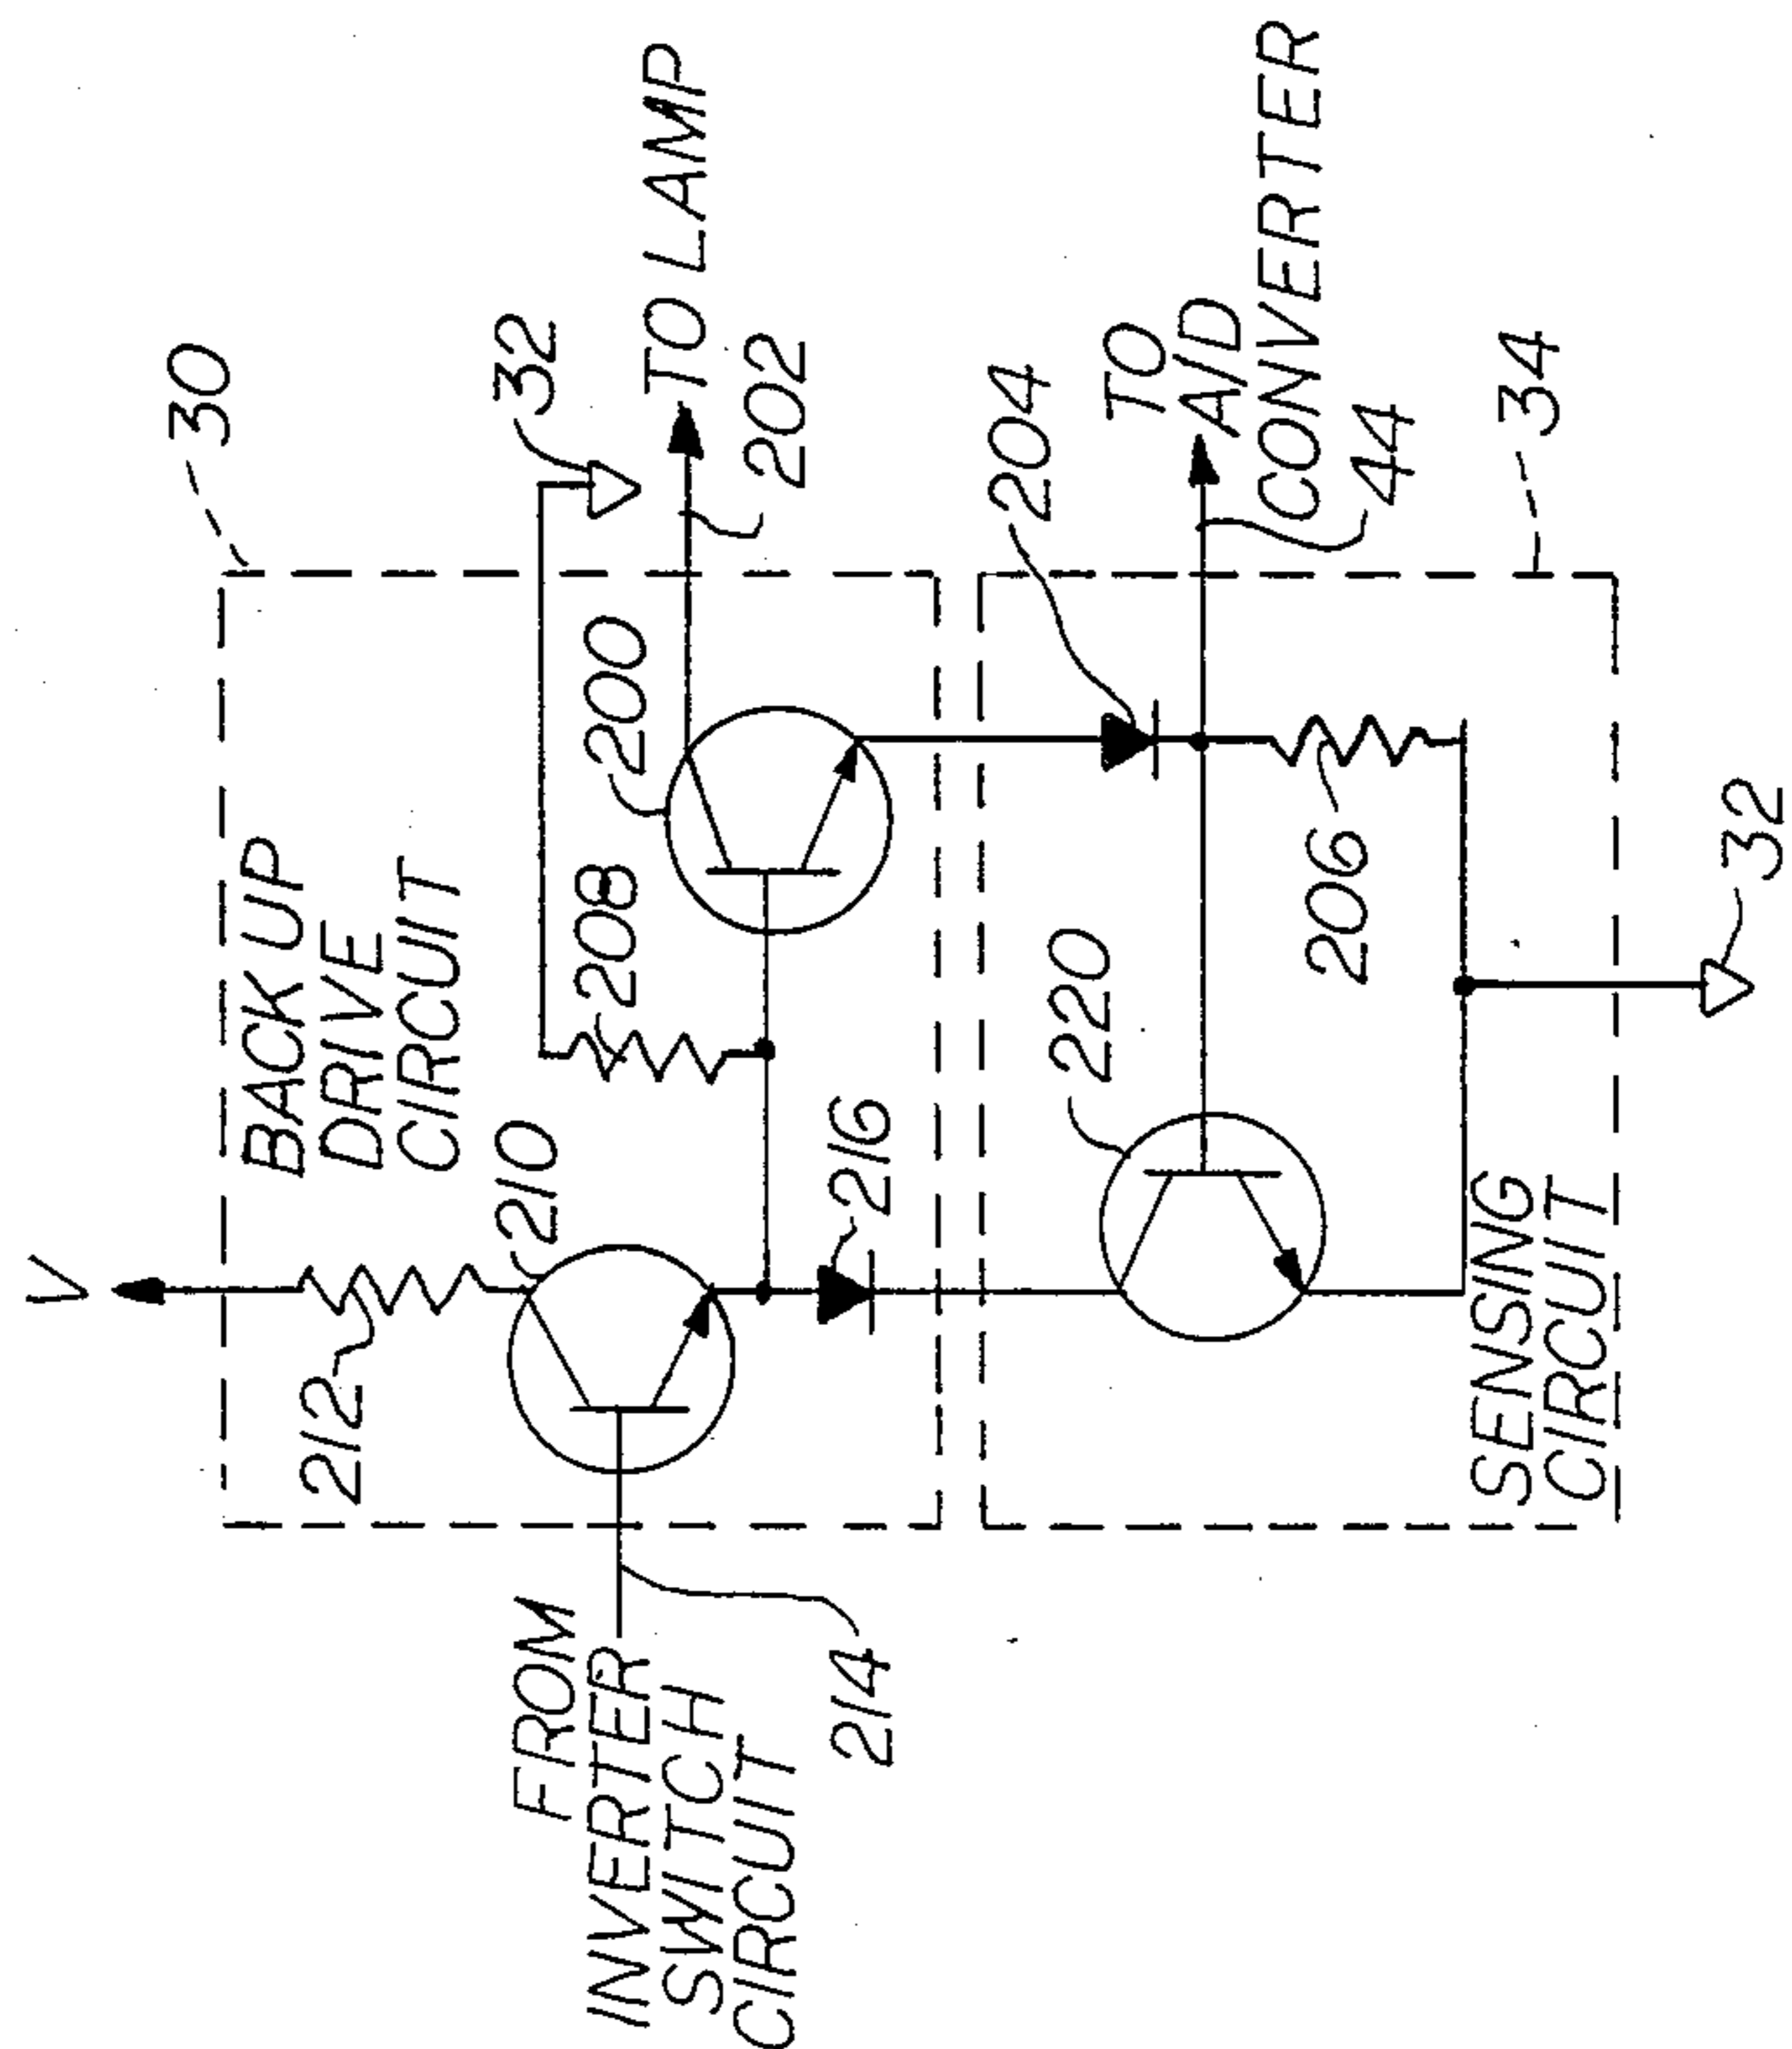 V
30
BACK UP
DRIVE
CIRCUIT
212
210
32
208
200
TO LAMP
202
FROM
INVERTER
SWITCH
CIRCUIT
214
216
204
220
TO
A/D
CONVERTER
44
206
34
SENSING
CIRCUIT
32